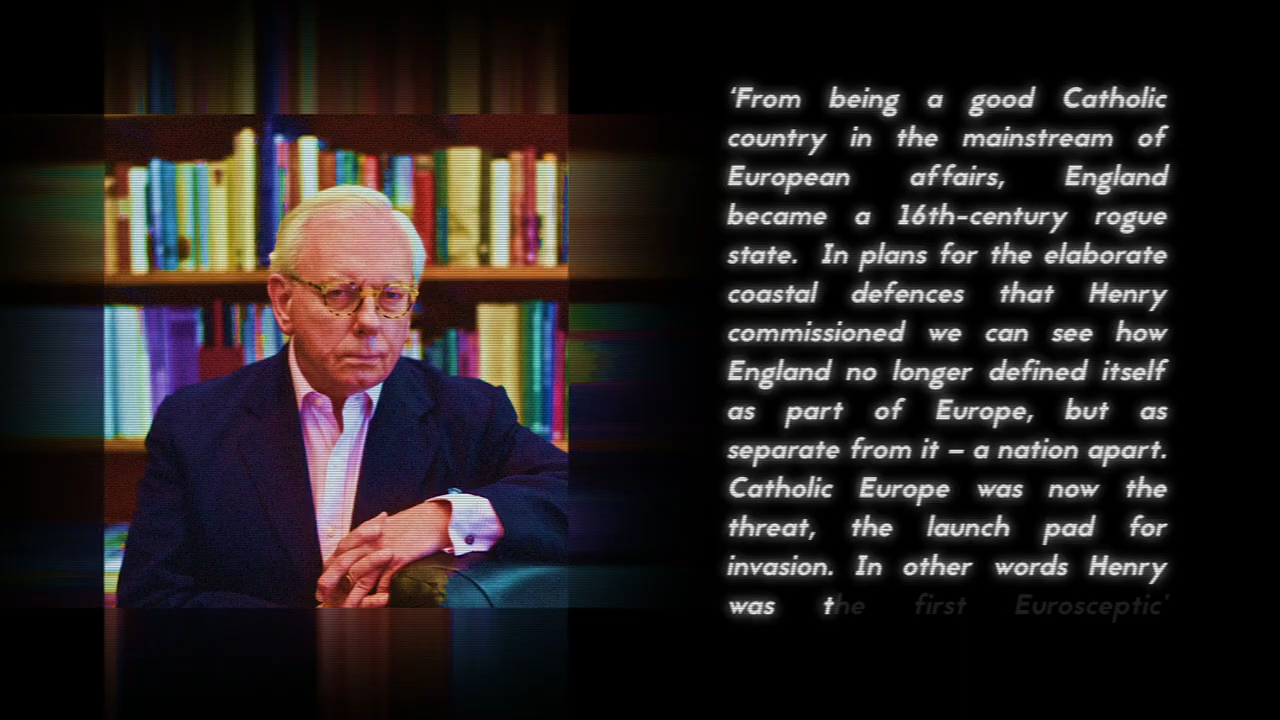 ‘From being a good Catholic
country in the mainstream of
European affairs, England
became a 16th-century rogue
state. In plans for the elaborate
coastal defences that Henry
commissioned we can see how
England no longer defined itself
as part of Europe, but as
separate from it – a nation apart.
Catholic Europe was now the
threat, the launch pad for
invasion. In other words Henry
was the first Eurosceptic’